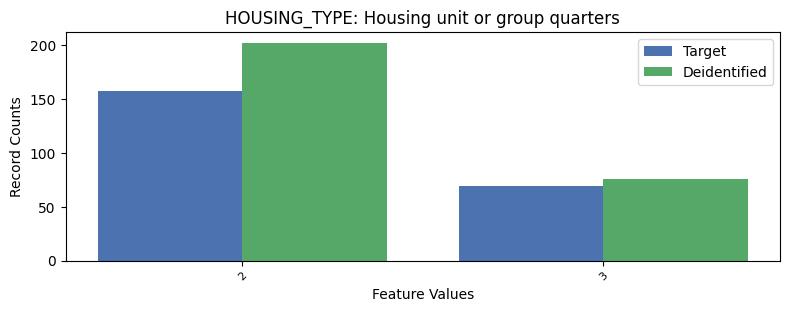 HOUSING_TYPE: Housing unit or group quarters
Target
Deidentified
Record Counts
200
150
100
50
0
2
3
Feature Values